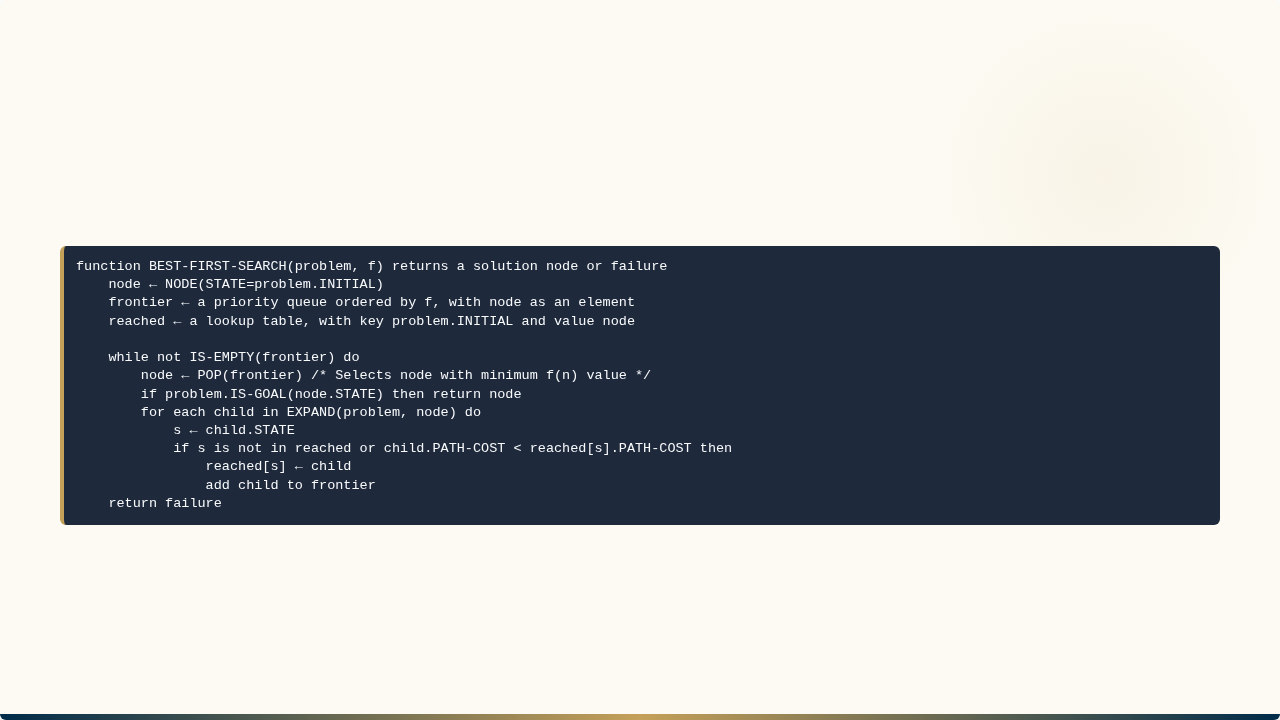 function BEST-FIRST-SEARCH(problem, f) returns a solution node or failure
    node ← NODE(STATE=problem.INITIAL)
    frontier ← a priority queue ordered by f, with node as an element
    reached ← a lookup table, with key problem.INITIAL and value node

    while not IS-EMPTY(frontier) do
        node ← POP(frontier) /* Selects node with minimum f(n) value */
        if problem.IS-GOAL(node.STATE) then return node
        for each child in EXPAND(problem, node) do
            s ← child.STATE
            if s is not in reached or child.PATH-COST < reached[s].PATH-COST then
                reached[s] ← child
                add child to frontier
    return failure